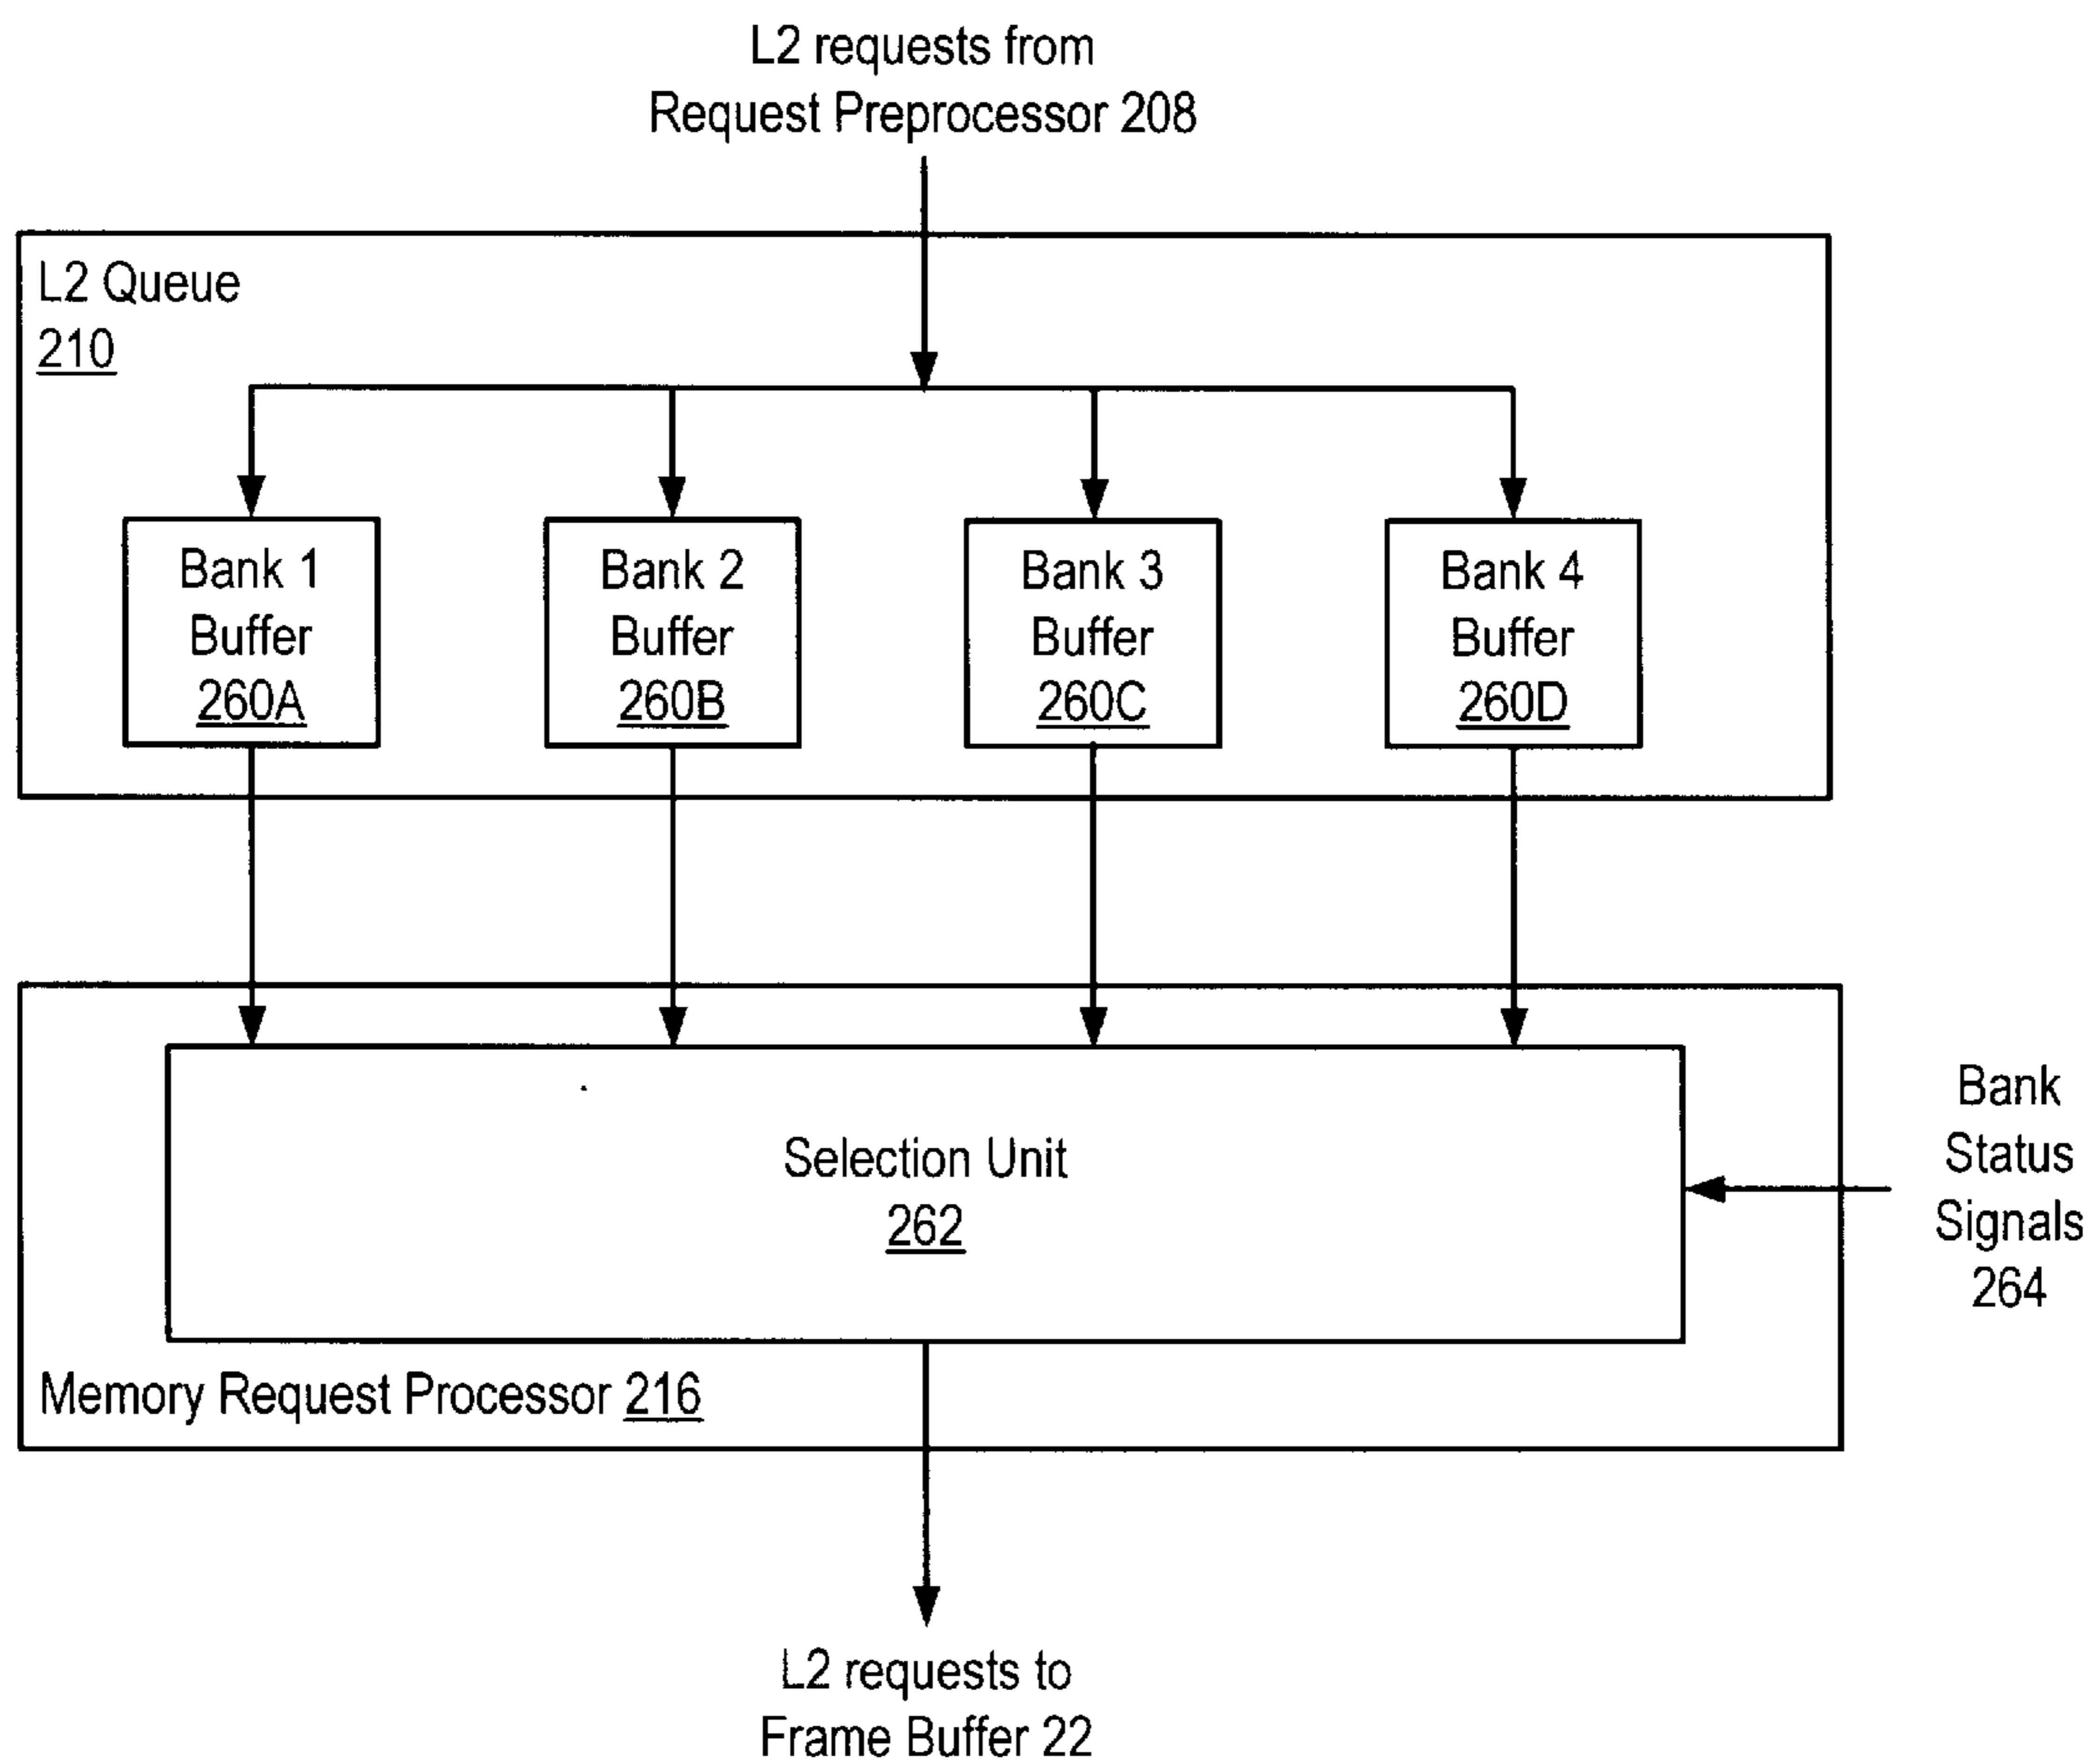 L2 requests from
Request Preprocessor 208
L2 Queue
210
Bank 1
Buffer
260A
Bank 2
Buffer
260B
Bank 3
Buffer
260C
Bank 4
Buffer
260D
Selection Unit
262
Bank
Status
Signals
264
Memory Request Processor 216
L2 requests to
Frame Buffer 22